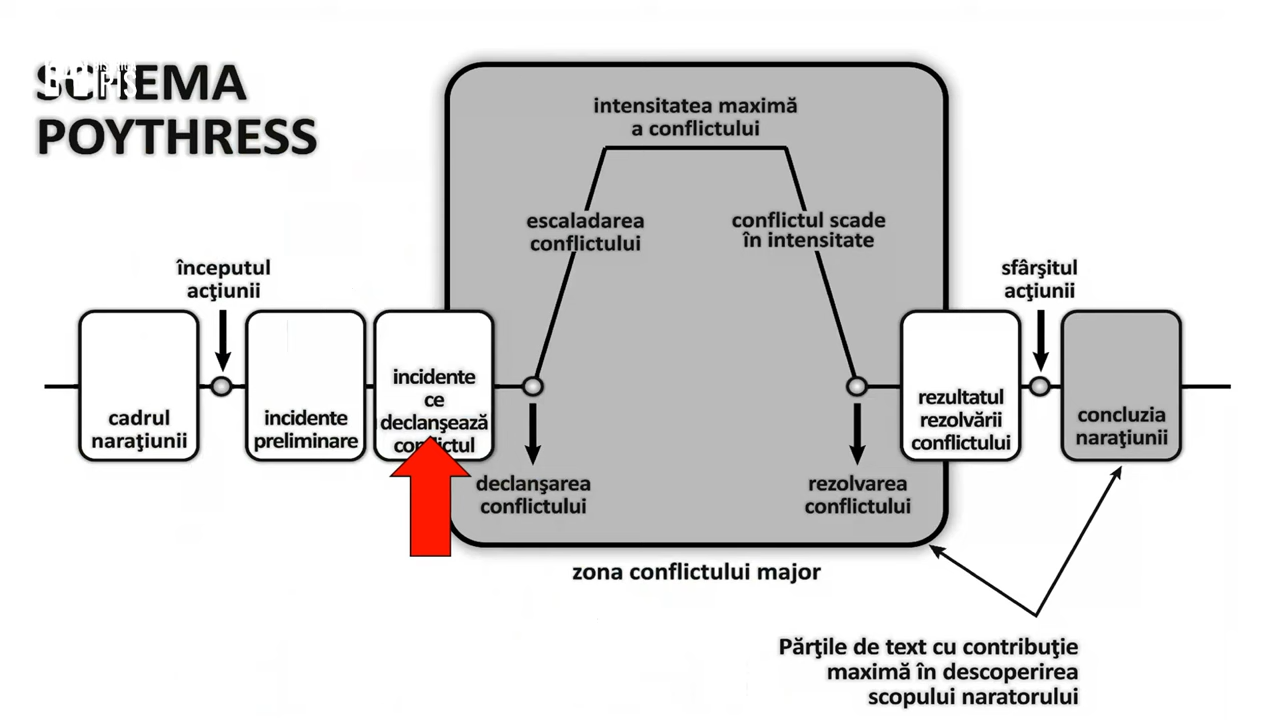 SCHEMA
POYTHRESS
intensitatea maximă
a conflictului
escaladarea
conflictului
conflictul scade
în intensitate
începutul
acţiunii
sfârşitul
acţiunii
cadrul
naraţiunii
incidente
preliminare
incidente
ce
declanşează
conflictul
rezultatul
rezolvării
conflictului
concluzia
naraţiunii
declanşarea
conflictului
rezolvarea
conflictului
zona conflictului major
Părţile de text cu contribuţie
maximă în descoperirea
scopului naratorului